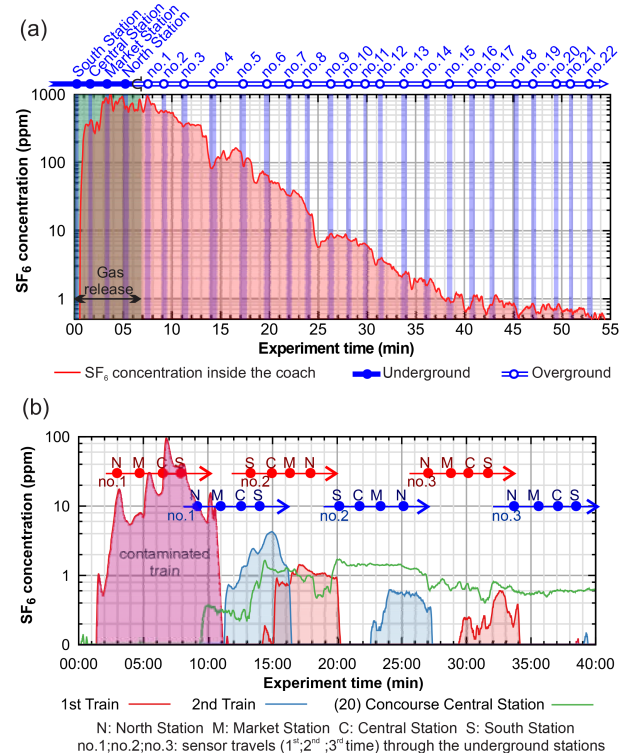 (a)
South Station
Central Station
Market Station
North Station
no.1
no.2
no.3
no.4
no.5
no.6
no.7
no.8
no.9
no.10
no.11
no.12
no.13
no.14
no.15
no.16
no.17
no18
no.19
no.20
no.21
no.22
SF6 concentration (ppm)
1000
100
10
1
Gas
release
00 05 10 15 20 25 30 35 40 45 50 55
Experiment time (min)
SF6 concentration inside the coach Underground Overground
(b)
SF6 concentration (ppm)
100
10
1
0
N M C S
no.1
S C M N
no.2
N M C S
no.3
N M C S
no.1
S C M N
no.2
N M C S
no.3
contaminated
train
00:00 05:00 10:00 15:00 20:00 25:00 30:00 35:00 40:00
Experiment time (min)
1st Train 2nd Train (20) Concourse Central Station
N: North Station M: Market Station C: Central Station S: South Station
no.1;no.2;no.3: sensor travels (1st;2nd ;3rd time) through the underground stations